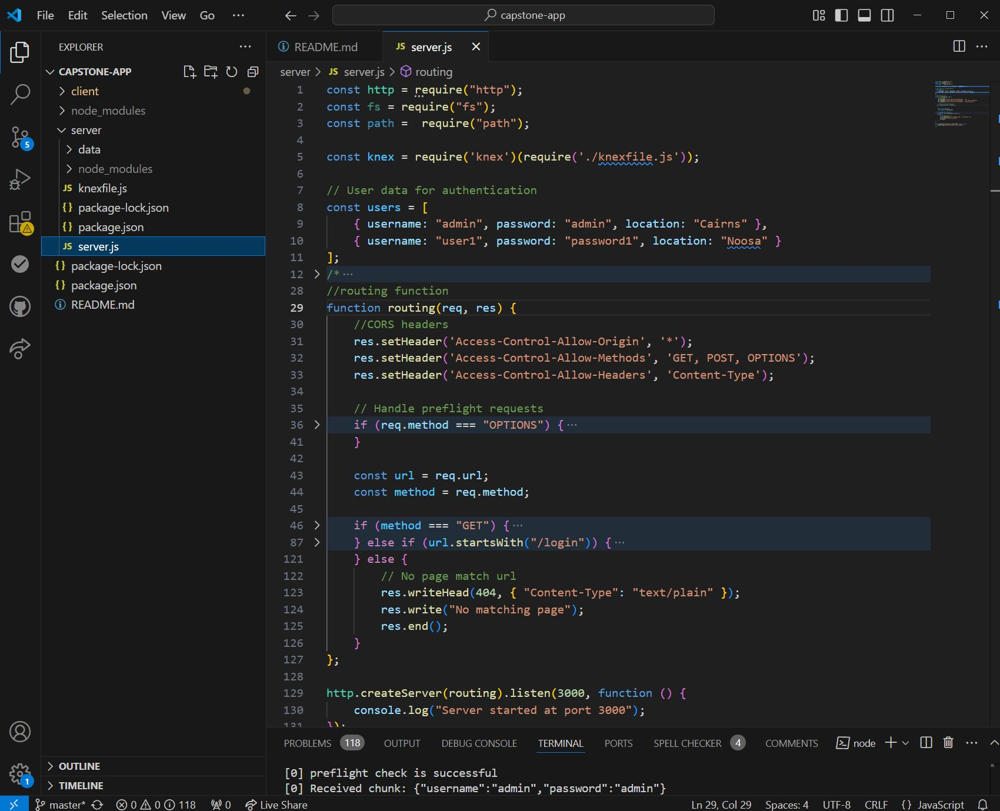 File Edit Selection View Go ···
capstone-app
EXPLORER ···
CAPSTONE-APP
client
node_modules
server
data
node_modules
JS knexfile.js
{} package-lock.json
{} package.json
JS server.js
{} package-lock.json
{} package.json
README.md
OUTLINE
TIMELINE
5
1
README.md
JS server.js
server > JS server.js > routing
1 const http = require("http");
2 const fs = require("fs");
3 const path =  require("path");
4
5 const knex = require('knex')(require('./knexfile.js'));
6
7 // User data for authentication
8 const users = [
9     { username: "admin", password: "admin", location: "Cairns" },
10     { username: "user1", password: "password1", location: "Noosa" }
11 ];
12 /*···
28 //routing function
29 function routing(req, res) {
30     //CORS headers
31     res.setHeader('Access-Control-Allow-Origin', '*');
32     res.setHeader('Access-Control-Allow-Methods', 'GET, POST, OPTIONS');
33     res.setHeader('Access-Control-Allow-Headers', 'Content-Type');
34
35     // Handle preflight requests
36     if (req.method === "OPTIONS") {···
41     }
42
43     const url = req.url;
44     const method = req.method;
45
46     if (method === "GET") {···
87     } else if (url.startsWith("/login")) {···
121     } else {
122         // No page match url
123         res.writeHead(404, { "Content-Type": "text/plain" });
124         res.write("No matching page");
125         res.end();
126     }
127 };
128
129 http.createServer(routing).listen(3000, function () {
130     console.log("Server started at port 3000");
131 });
PROBLEMS 118 OUTPUT DEBUG CONSOLE TERMINAL PORTS SPELL CHECKER 4 COMMENTS node ···
[0] preflight check is successful
[0] Received chunk: {"username":"admin","password":"admin"}
master* 0 0 118 0 Live Share Ln 29, Col 29 Spaces: 4 UTF-8 CRLF {} JavaScript